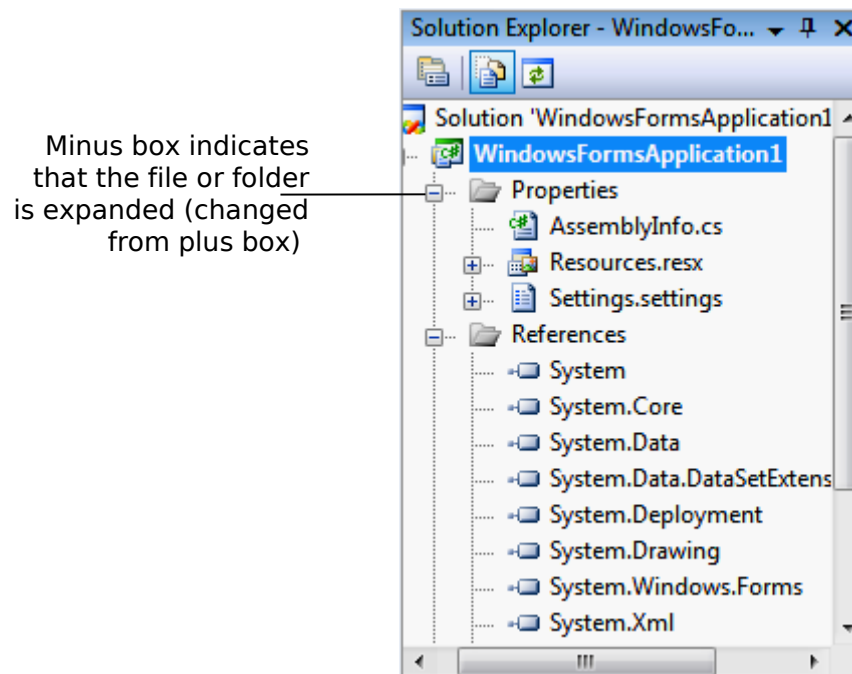 Solution Explorer - WindowsFo...
Solution 'WindowsFormsApplication1
WindowsFormsApplication1
Minus box indicates
that the file or folder
is expanded (changed
from plus box)
Properties
AssemblyInfo.cs
Resources.resx
Settings.settings
References
System
System.Core
System.Data
System.Data.DataSetExtens
System.Deployment
System.Drawing
System.Windows.Forms
System.Xml